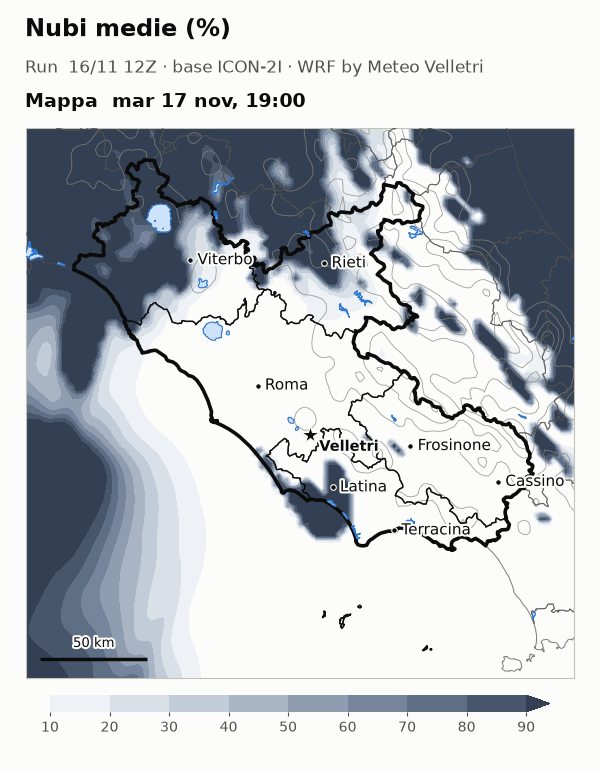 Nubi medie (%)
Run  16/11 12Z · base ICON-2I · WRF by Meteo Velletri
Mappa  mar 17 nov, 19:00
Viterbo
Rieti
Roma
Velletri
Frosinone
Latina
Cassino
Terracina
50 km
10 20 30 40 50 60 70 80 90